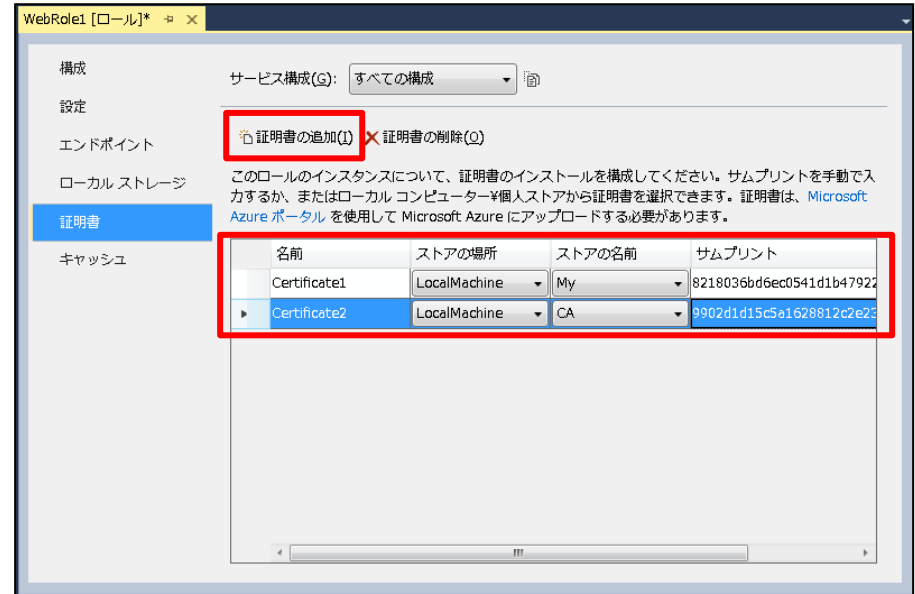 WebRole1 [ロール]*
構成
設定
エンドポイント
ローカル ストレージ
証明書
キャッシュ
サービス構成(G): すべての構成
証明書の追加(I) 証明書の削除(O)
このロールのインスタンスについて、証明書のインストールを構成してください。サムプリントを手動で入
力するか、またはローカル コンピューター¥個人ストアから証明書を選択できます。証明書は、Microsoft
Azure ポータル を使用して Microsoft Azure にアップロードする必要があります。
名前 ストアの場所 ストアの名前 サムプリント
Certificate1 LocalMachine My 8218036bd6ec0541d1b47922
Certificate2 LocalMachine CA 9902d1d15c5a1628812c2e23